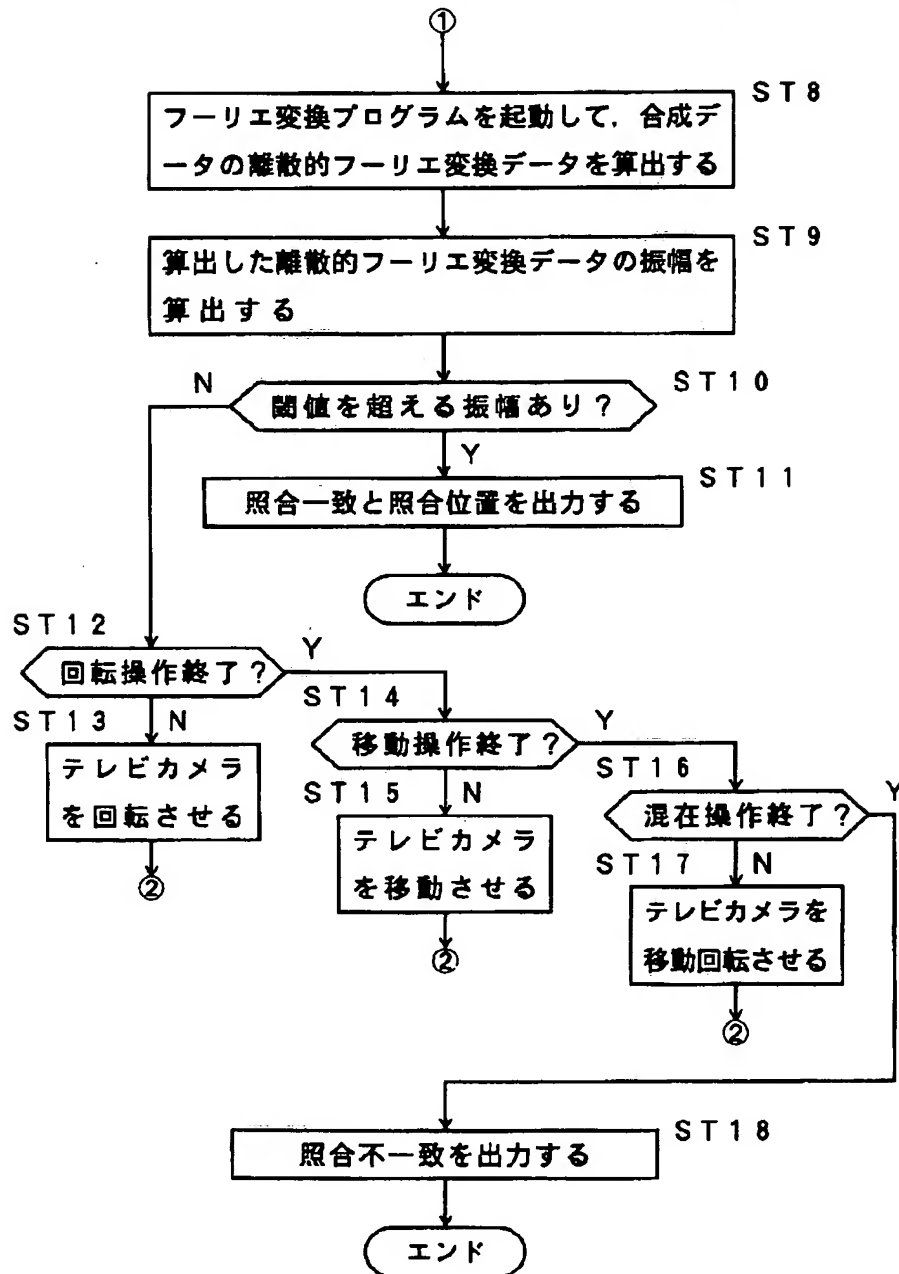 ①
ST8
フーリエ変換プログラムを起動して,合成デ
ータの離散的フーリエ変換データを算出する
ST9
算出した離散的フーリエ変換データの振幅を
算出する
ST10
N
閾値を超える振幅あり?
Y
ST11
照合一致と照合位置を出力する
エンド
ST12
回転操作終了?
Y
ST13
N
テレビカメラ
を回転させる
②
ST14
移動操作終了?
Y
ST15
N
テレビカメラ
を移動させる
②
ST16
混在操作終了?
Y
ST17
N
テレビカメラを
移動回転させる
②
ST18
照合不一致を出力する
エンド